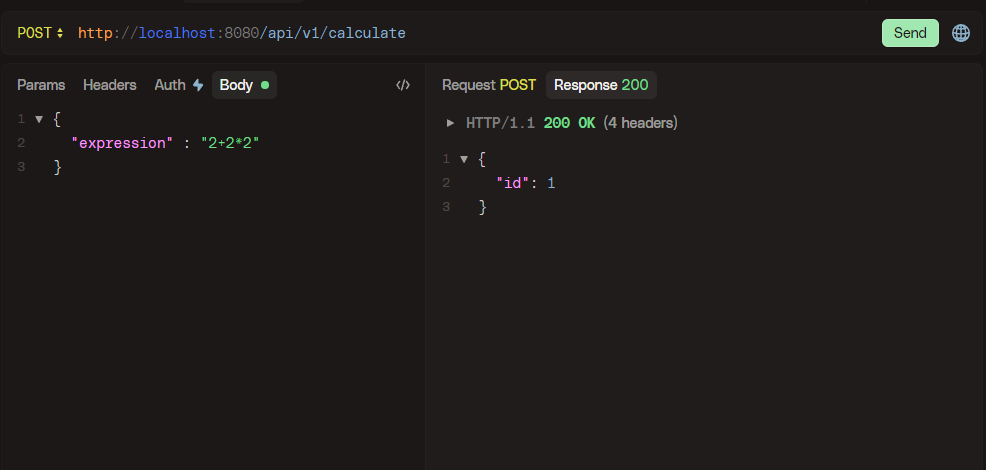 POST http://localhost:8080/api/v1/calculate Send
Params Headers Auth Body </>
1 {
2 "expression" : "2+2*2"
3 }
Request POST Response 200
HTTP/1.1 200 OK (4 headers)
1 {
2 "id": 1
3 }